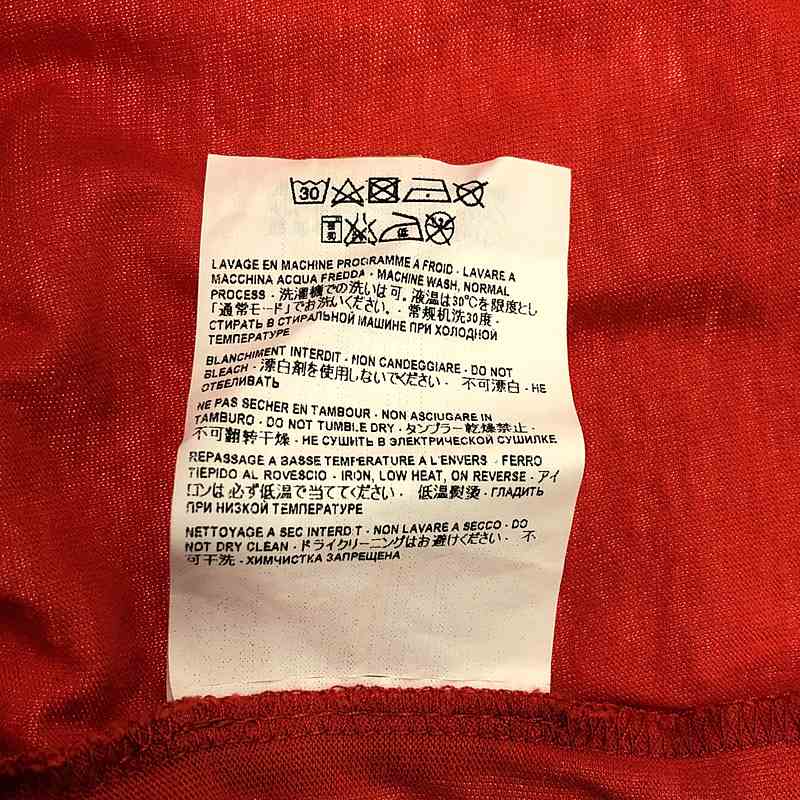 30
LAVAGE EN MACHINE PROGRAMME A FROID - LAVARE A
MACCHINA ACQUA FREDDA - MACHINE WASH, NORMAL
PROCESS - 洗濯機での洗いは可。液温は30℃を限度とし
「通常モード」でお洗いください。- 常规机洗30度 -
СТИРАТЬ В СТИРАЛЬНОЙ МАШИНЕ ПРИ ХОЛОДНОЙ
ТЕМПЕРАТУРЕ
BLANCHIMENT INTERDIT - NON CANDEGGIARE - DO NOT
BLEACH - 漂白剤を使用しないでください - 不可漂白 - НЕ
ОТБЕЛИВАТЬ
NE PAS SECHER EN TAMBOUR - NON ASCIUGARE IN
TAMBURO - DO NOT TUMBLE DRY - タンブラー乾燥禁止 -
不可翻转干燥 - НЕ СУШИТЬ В ЭЛЕКТРИЧЕСКОЙ СУШИЛКЕ
REPASSAGE A BASSE TEMPERATURE A L'ENVERS - FERRO
TIEPIDO AL ROVESCIO - IRON, LOW HEAT, ON REVERSE - アイ
ロンは必ず低温で当ててください - 低温熨烫 - ГЛАДИТЬ
ПРИ НИЗКОЙ ТЕМПЕРАТУРЕ
NETTOYAGE A SEC INTERDIT - NON LAVARE A SECCO - DO
NOT DRY CLEAN - ドライクリーニングはお避けください - 不
可干洗 - ХИМЧИСТКА ЗАПРЕЩЕНА